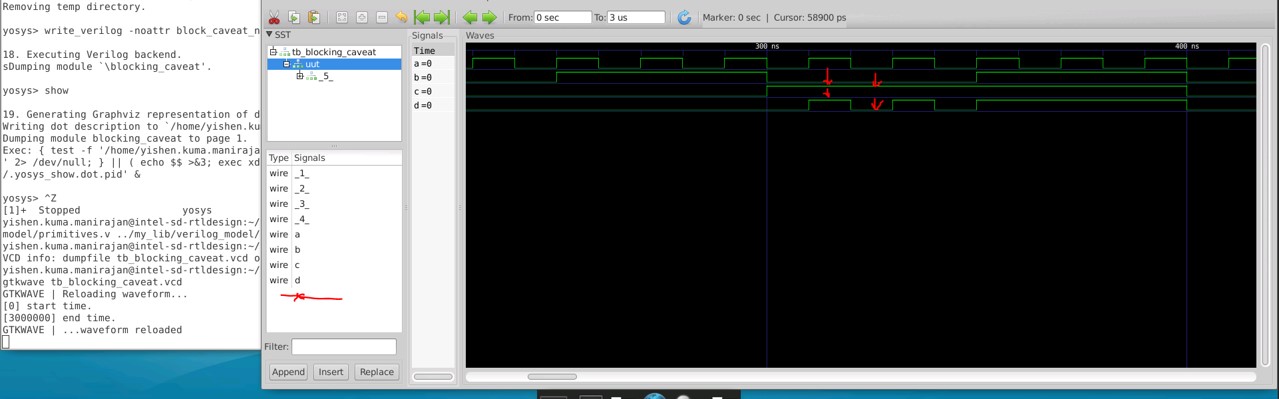 Removing temp directory.
yosys> write_verilog -noattr block_caveat_n
18. Executing Verilog backend.
sDumping module `\blocking_caveat'.
yosys> show
19. Generating Graphviz representation of d
Writing dot description to `/home/yishen.ku
Dumping module blocking_caveat to page 1.
Exec: { test -f '/home/yishen.kuma.maniraja
' 2> /dev/null; } || ( echo $$ >&3; exec xd
/.yosys_show.dot.pid' &
yosys> ^Z
[1]+  Stopped                 yosys
yishen.kuma.manirajan@intel-sd-rtldesign:~/
model/primitives.v ../my_lib/verilog_model/
yishen.kuma.manirajan@intel-sd-rtldesign:~/
VCD info: dumpfile tb_blocking_caveat.vcd o
yishen.kuma.manirajan@intel-sd-rtldesign:~/
gtkwave tb_blocking_caveat.vcd
GTKWAVE | Reloading waveform...
[0] start time.
[3000000] end time.
GTKWAVE | ...waveform reloaded
From: 0 sec To: 3 us Marker: 0 sec | Cursor: 58900 ps
SST
tb_blocking_caveat
uut
_5_
Type Signals
wire _1_
wire _2_
wire _3_
wire _4_
wire a
wire b
wire c
wire d
Filter:
Append Insert Replace
Signals
Time
a=0
b=0
c=0
d=0
Waves
300 ns 400 ns